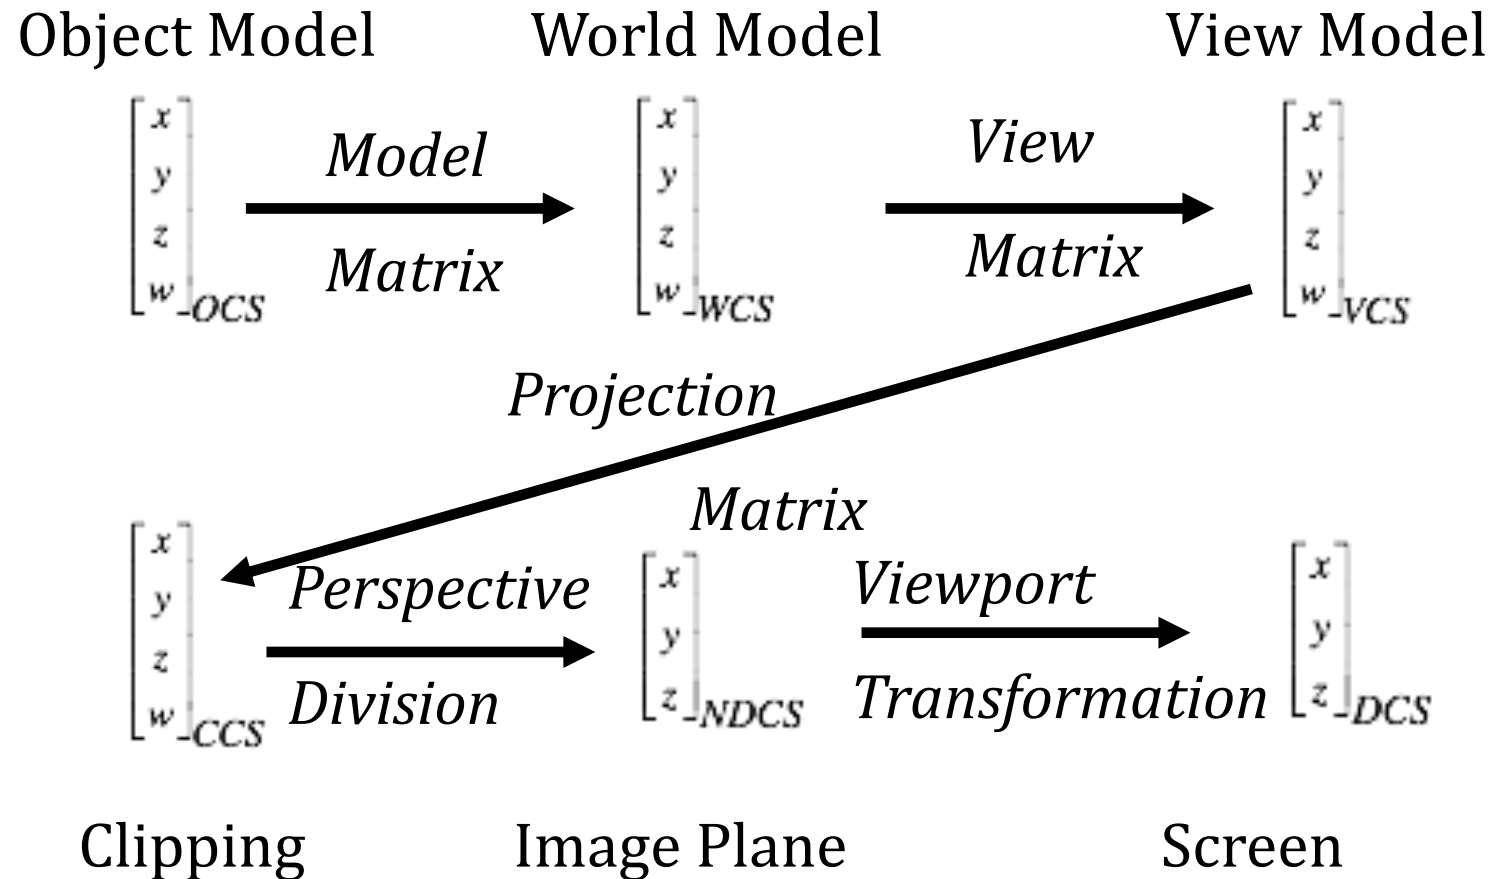 Object Model World Model View Model
x
y
z
w OCS
Model
Matrix
x
y
z
w WCS
View
Matrix
x
y
z
w VCS
Projection
Matrix
x
y
z
w CCS
Perspective
Division
x
y
z NDCS
Viewport
Transformation
x
y
z DCS
Clipping Image Plane Screen